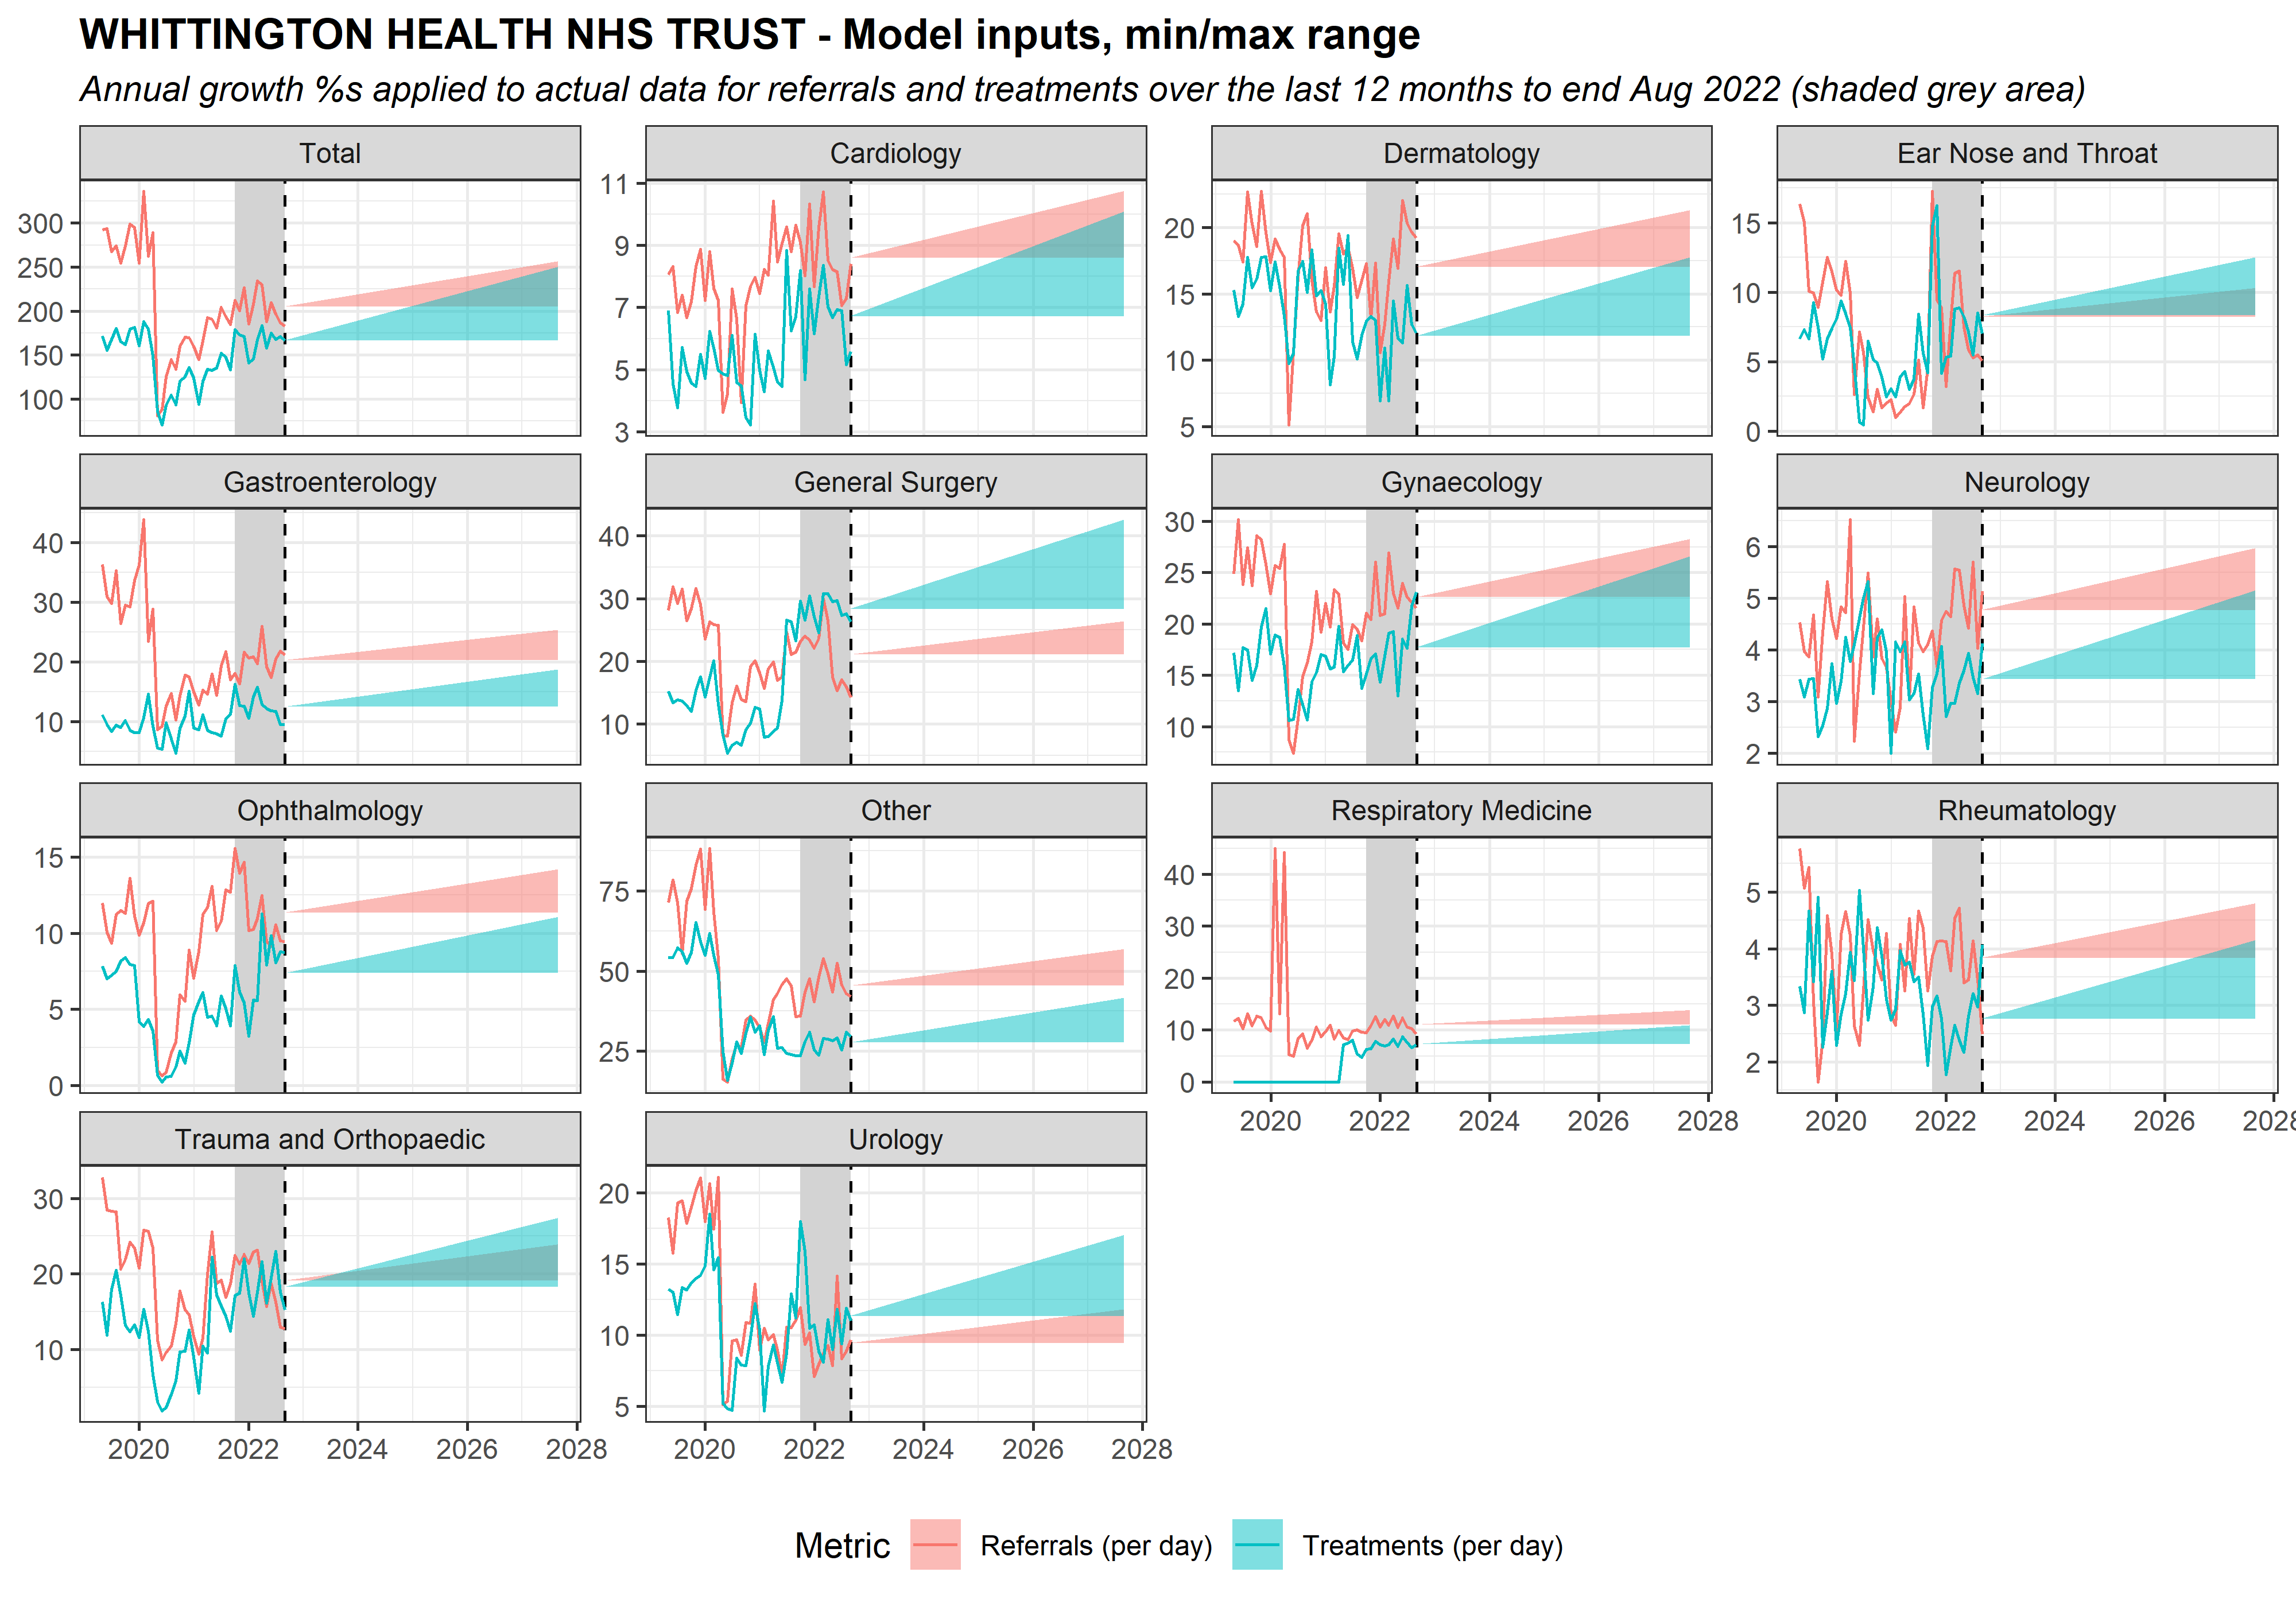 WHITTINGTON HEALTH NHS TRUST - Model inputs, min/max range
Annual growth %s applied to actual data for referrals and treatments over the last 12 months to end Aug 2022 (shaded grey area)
Total
300
250
200
150
100
Cardiology
11
9
7
5
3
Dermatology
20
15
10
5
Ear Nose and Throat
15
10
5
0
Gastroenterology
40
30
20
10
General Surgery
40
30
20
10
Gynaecology
30
25
20
15
10
Neurology
6
5
4
3
2
Ophthalmology
15
10
5
0
Other
75
50
25
Respiratory Medicine
40
30
20
10
0
2020 2022 2024 2026 2028
Rheumatology
5
4
3
2
2020 2022 2024 2026 2028
Trauma and Orthopaedic
30
20
10
2020 2022 2024 2026 2028
Urology
20
15
10
5
2020 2022 2024 2026 2028
Metric Referrals (per day) Treatments (per day)